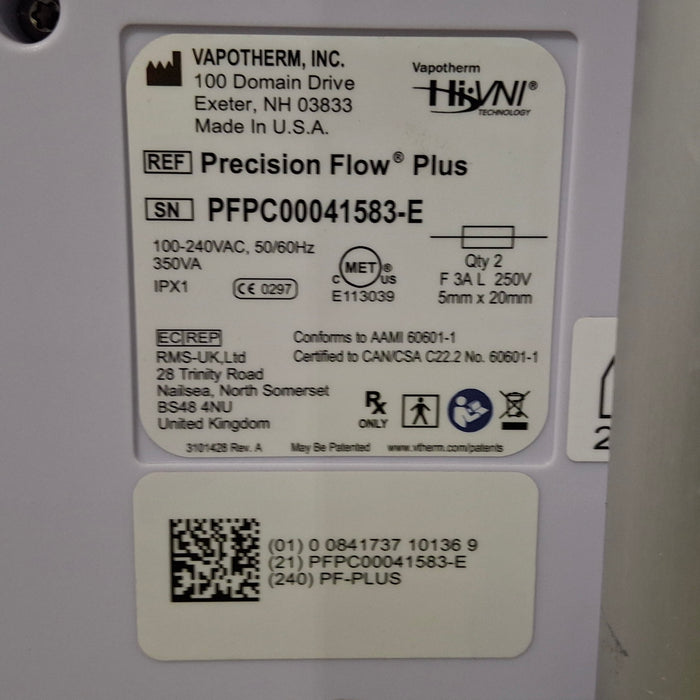 VAPOTHERM, INC.
100 Domain Drive
Exeter, NH 03833
Made In U.S.A.
Vapotherm
Hi-VNI®
TECHNOLOGY
REF Precision Flow® Plus
SN PFPC00041583-E
100-240VAC, 50/60Hz
350VA
IPX1
CE 0297
c MET® us
E113039
Qty 2
F 3A L 250V
5mm x 20mm
EC REP
RMS-UK,Ltd
28 Trinity Road
Nailsea, North Somerset
BS48 4NU
United Kingdom
Conforms to AAMI 60601-1
Certified to CAN/CSA C22.2 No. 60601-1
Rx
ONLY
3101428 Rev. A May Be Patented www.vtherm.com/patents
2
(01) 0 0841737 10136 9
(21) PFPC00041583-E
(240) PF-PLUS